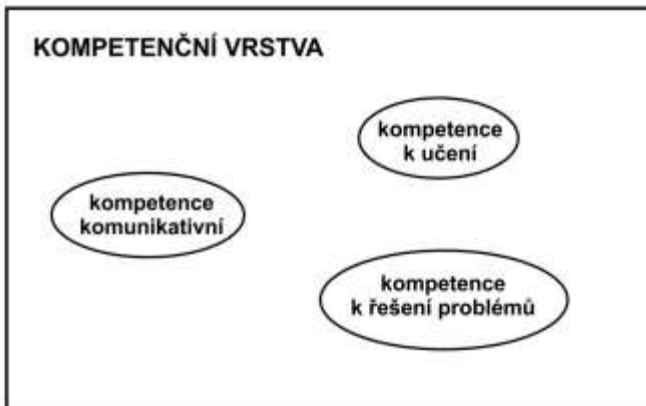 KOMPETENČNÍ VRSTVA
kompetence
k učení
kompetence
komunikativní
kompetence
k řešení problémů